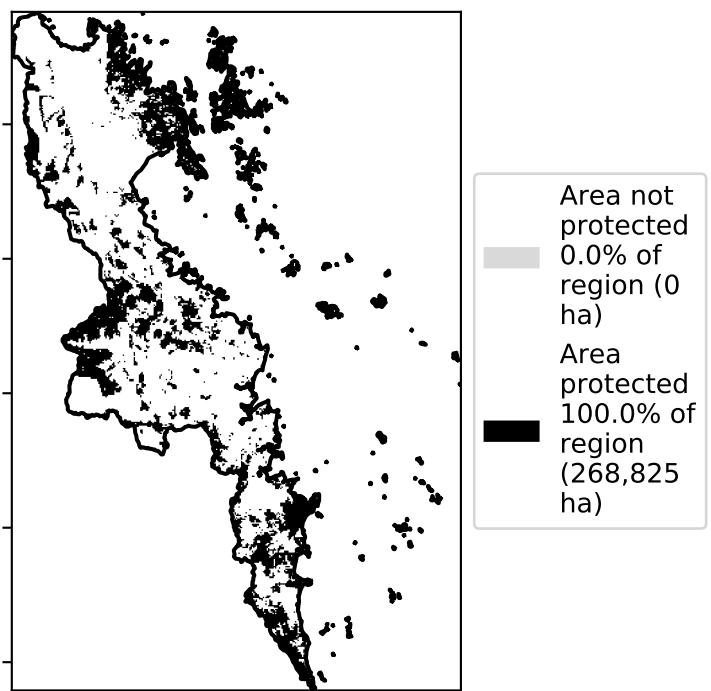 Area not
protected
0.0% of
region (0
ha)
Area
protected
100.0% of
region
(268,825
ha)